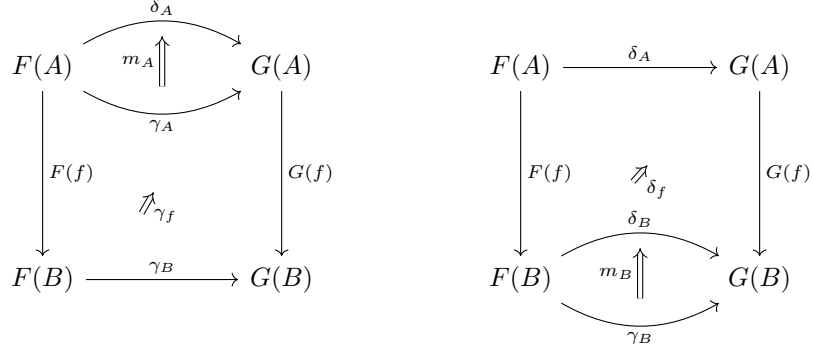 δ_A
F(A) m_A G(A)
γ_A
F(f) G(f)
γ_f
F(B) γ_B G(B)
F(A) δ_A G(A)
F(f) G(f)
δ_f
δ_B
F(B) m_B G(B)
γ_B